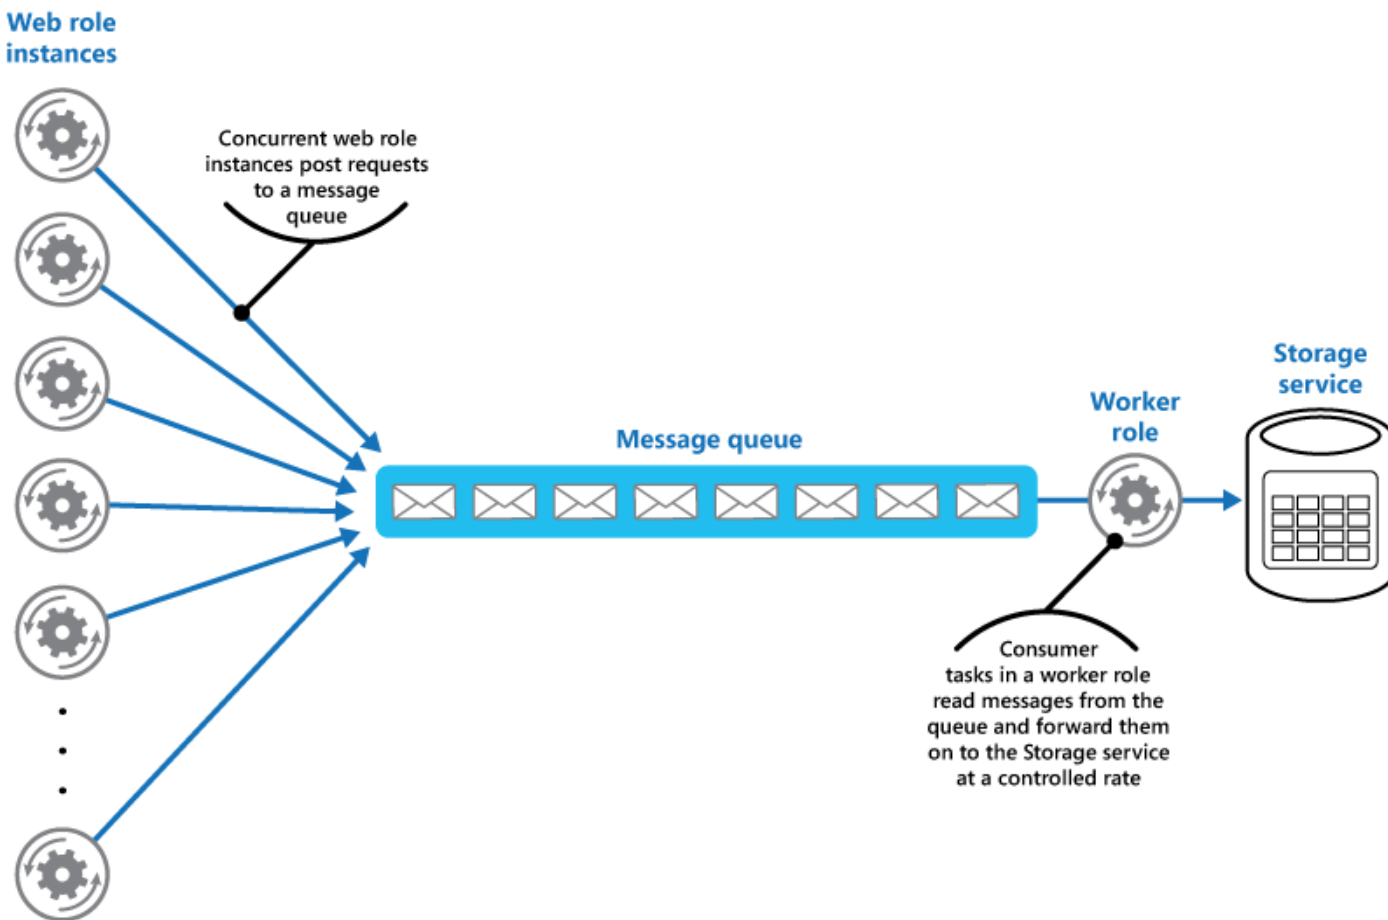 Web role
instances
Concurrent web role
instances post requests
to a message
queue
Message queue
Worker
role
Storage
service
Consumer
tasks in a worker role
read messages from the
queue and forward them
on to the Storage service
at a controlled rate